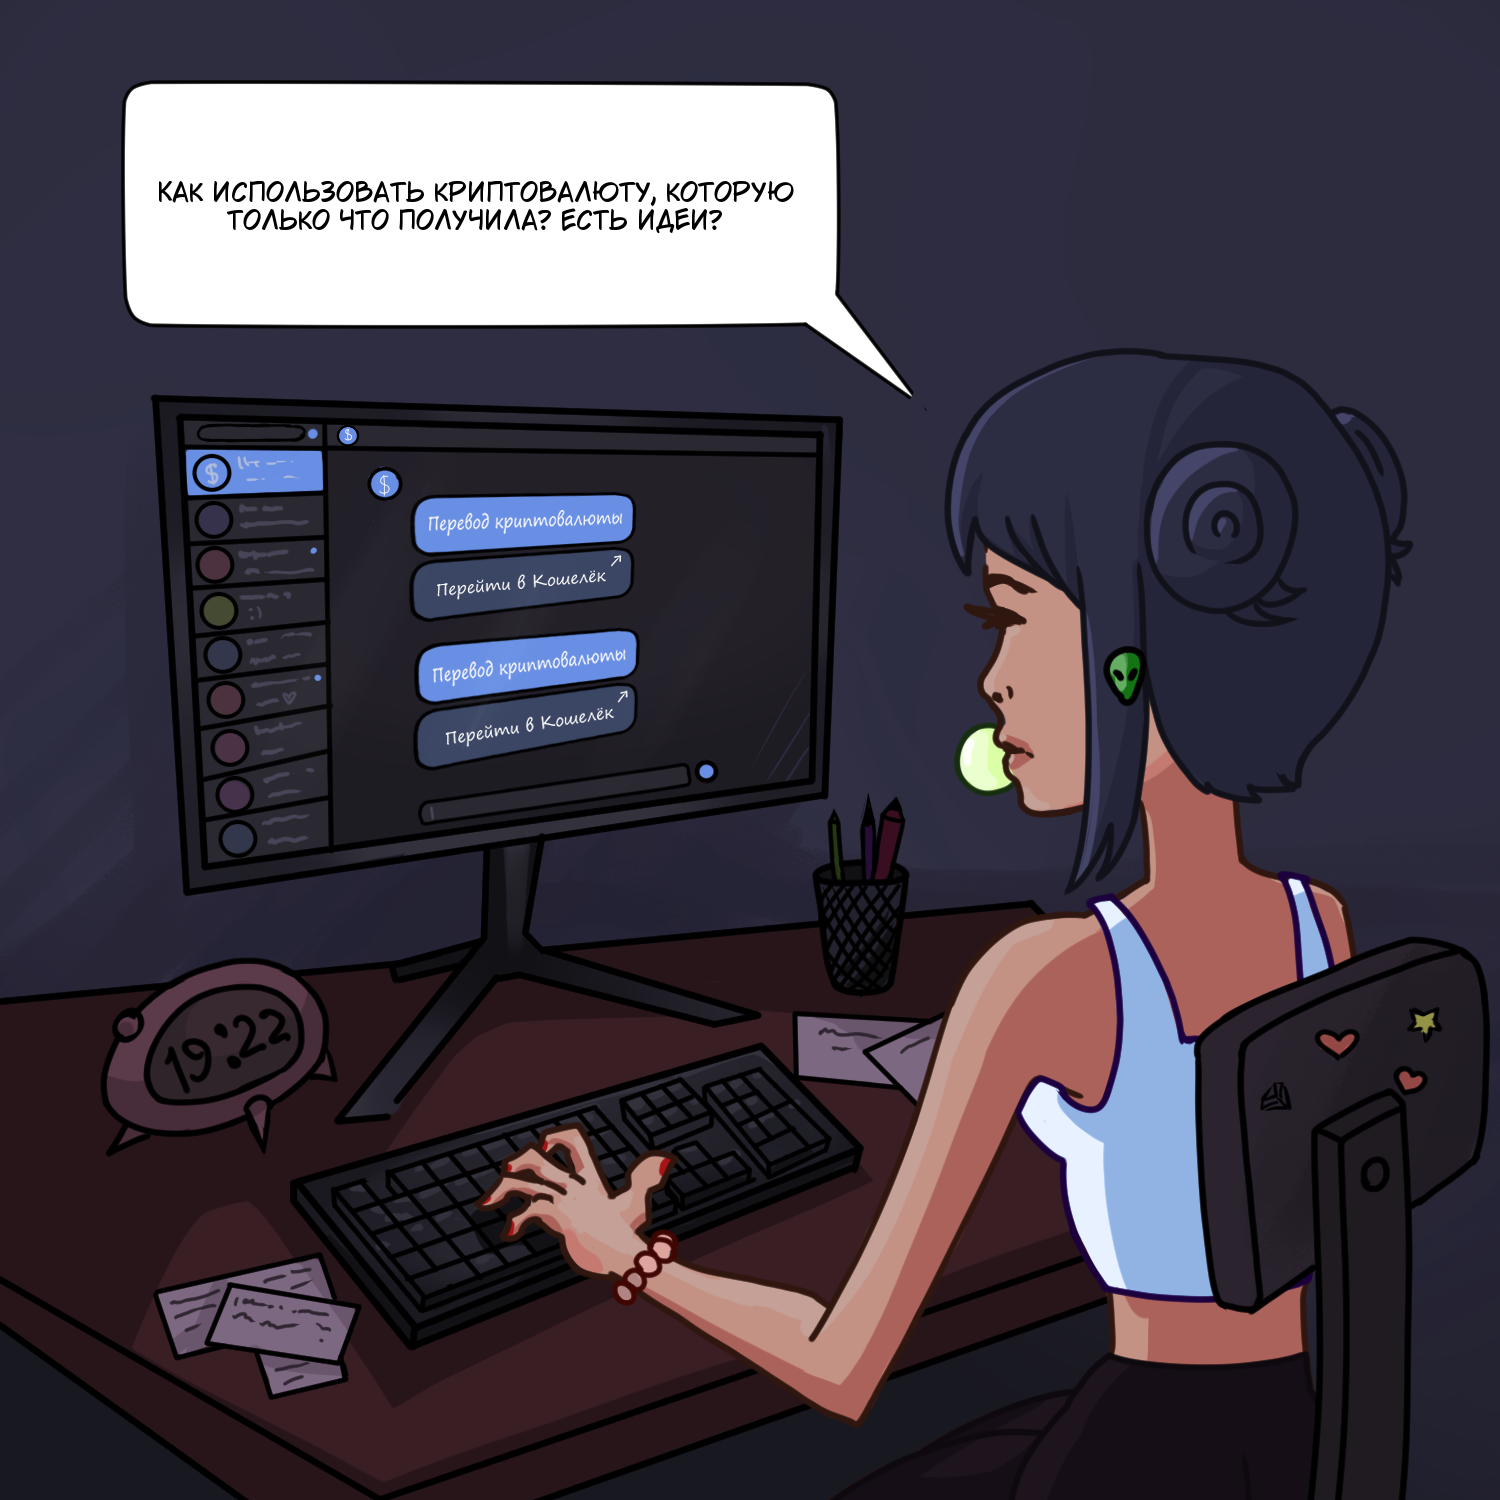 КАК ИСПОЛЬЗОВАТЬ КРИПТОВАЛЮТУ, КОТОРУЮ
ТОЛЬКО ЧТО ПОЛУЧИЛА? ЕСТЬ ИДЕИ?
$
$
$
Перевод криптовалюты
Перейти в Кошелёк
Перевод криптовалюты
Перейти в Кошелёк
:)
19:22